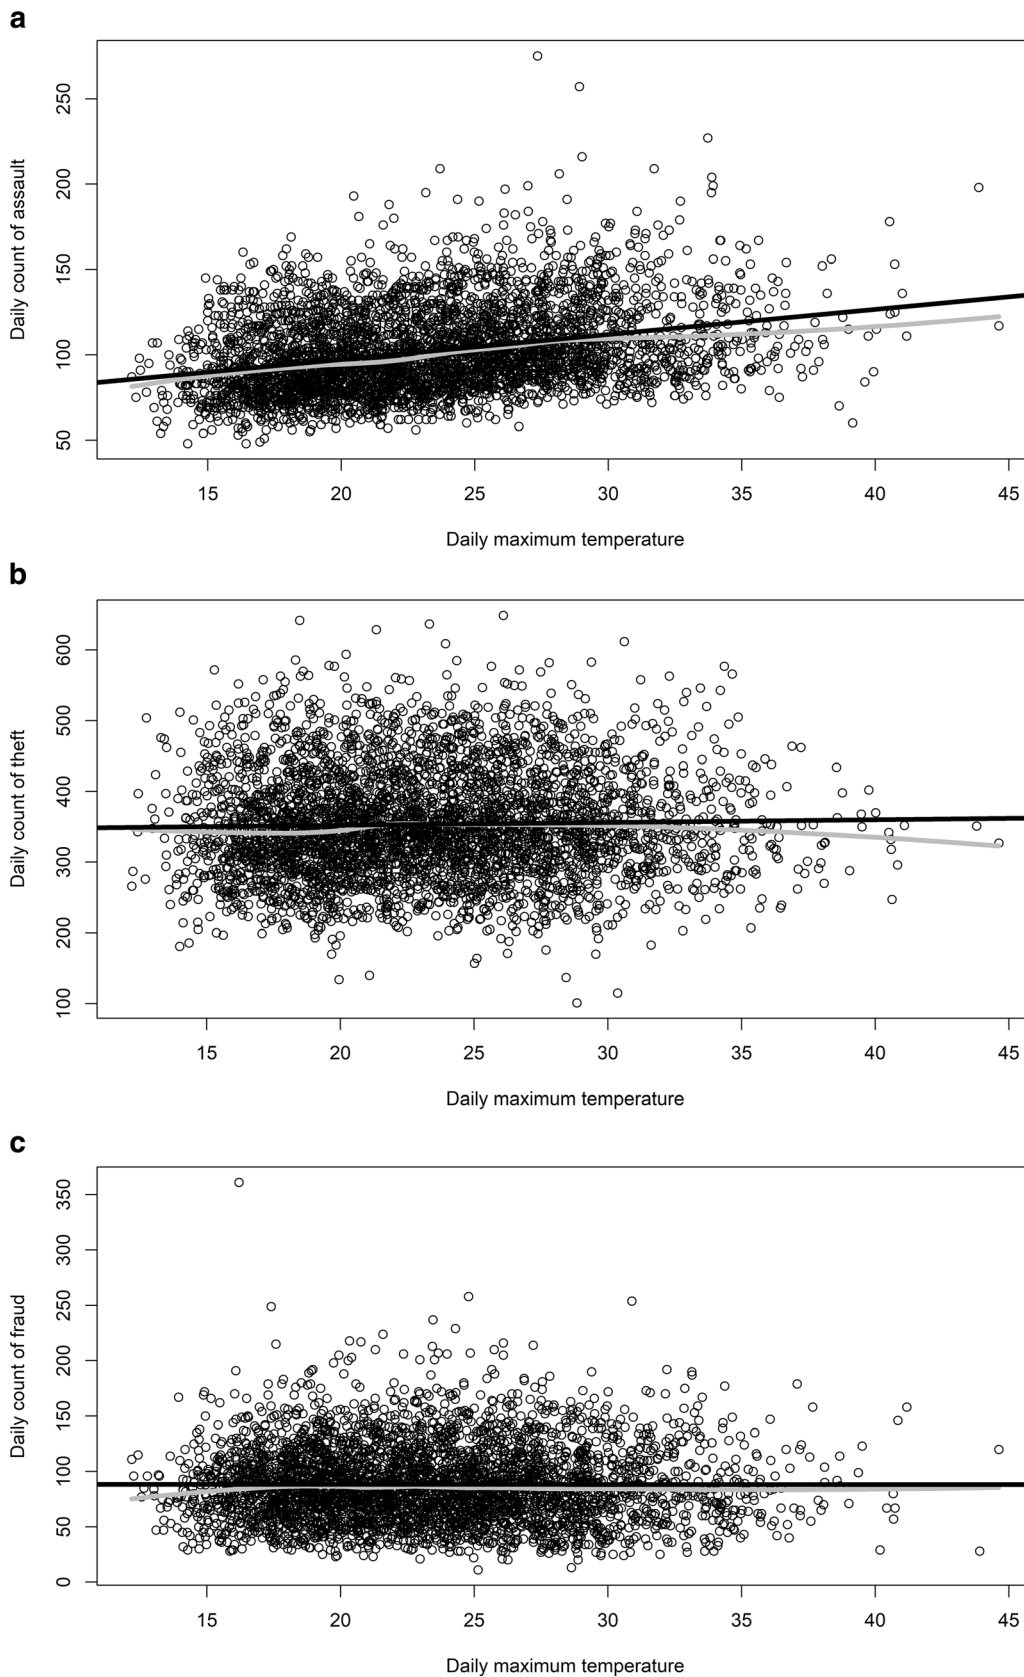 a
Daily count of assault
250
200
150
100
50
15 20 25 30 35 40 45
Daily maximum temperature
b
Daily count of theft
600
500
400
300
200
100
15 20 25 30 35 40 45
Daily maximum temperature
c
Daily count of fraud
350
300
250
200
150
100
50
0
15 20 25 30 35 40 45
Daily maximum temperature